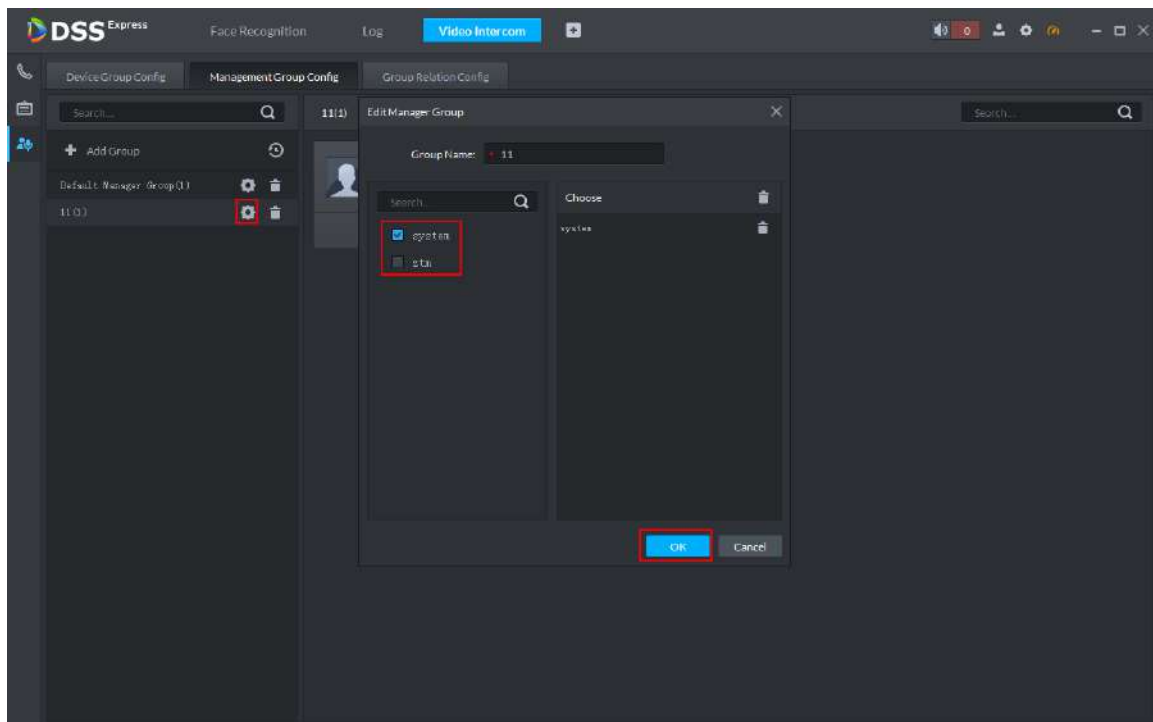 DSS Express Face Recognition Log Video Intercom 0
Device Group Config Management Group Config Group Relation Config
Search... 11(1) Edit Manager Group Search...
Add Group Group Name: * 11
Default Manager Group(1) Search... Choose
11(1) system system
stm
OK Cancel